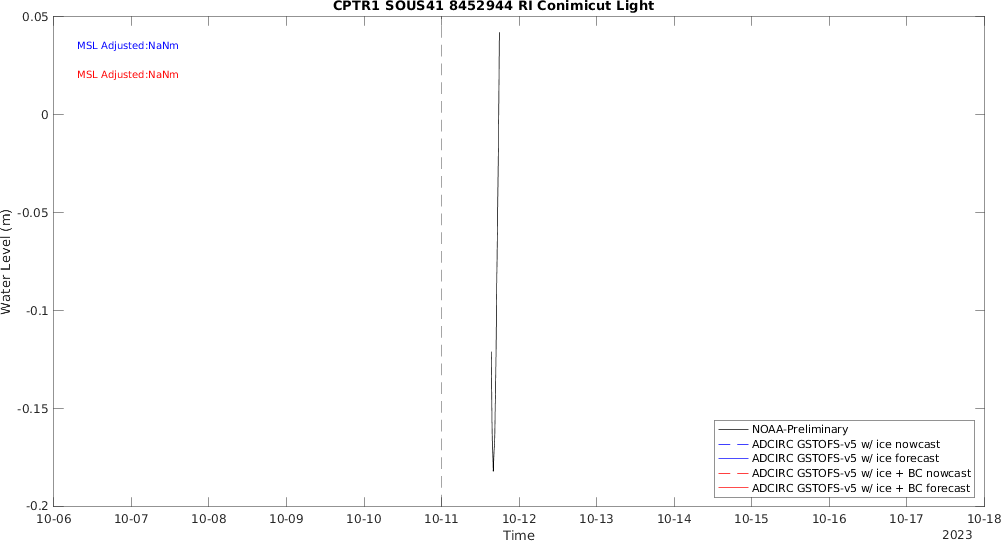 CPTR1 SOUS41 8452944 RI Conimicut Light
MSL Adjusted:NaNm
MSL Adjusted:NaNm
Water Level (m)
0.05
0
-0.05
-0.1
-0.15
-0.2
NOAA-Preliminary
ADCIRC GSTOFS-v5 w/ ice nowcast
ADCIRC GSTOFS-v5 w/ ice forecast
ADCIRC GSTOFS-v5 w/ ice + BC nowcast
ADCIRC GSTOFS-v5 w/ ice + BC forecast
10-06 10-07 10-08 10-09 10-10 10-11 10-12 10-13 10-14 10-15 10-16 10-17 10-18
Time
2023